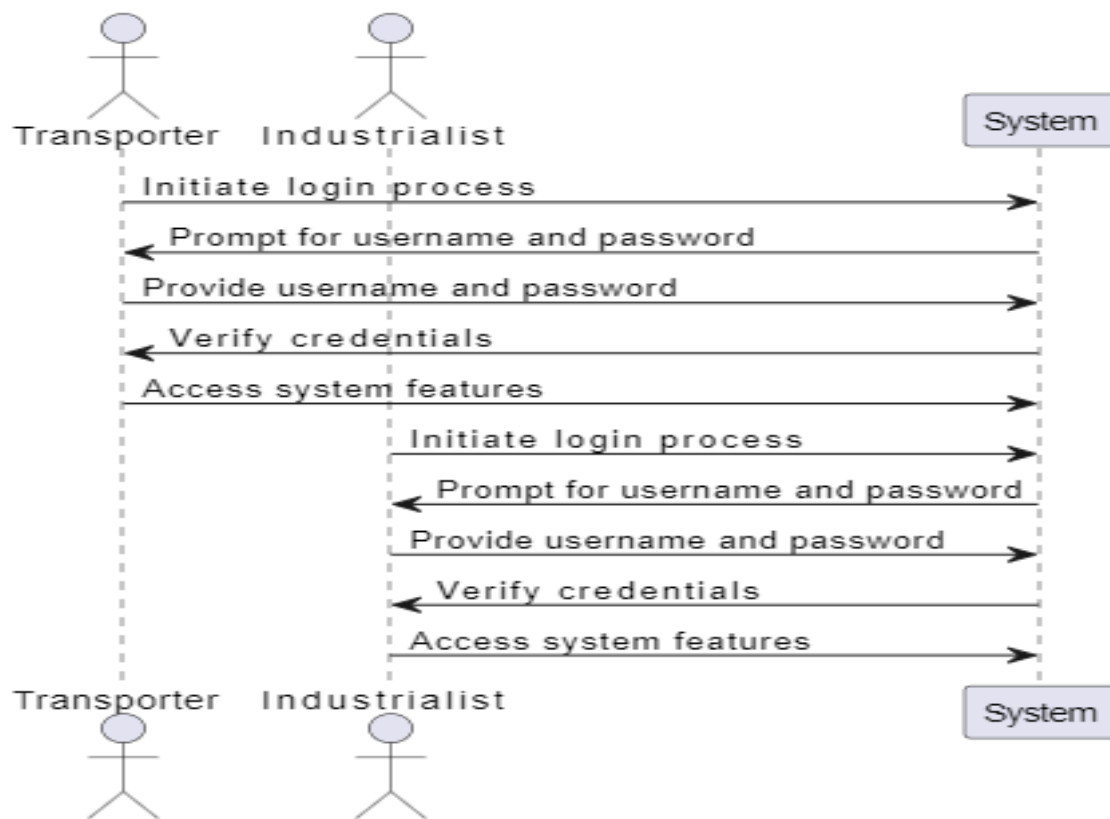 Transporter Industrialist System
Initiate login process
Prompt for username and password
Provide username and password
Verify credentials
Access system features
Initiate login process
Prompt for username and password
Provide username and password
Verify credentials
Access system features
Transporter Industrialist System